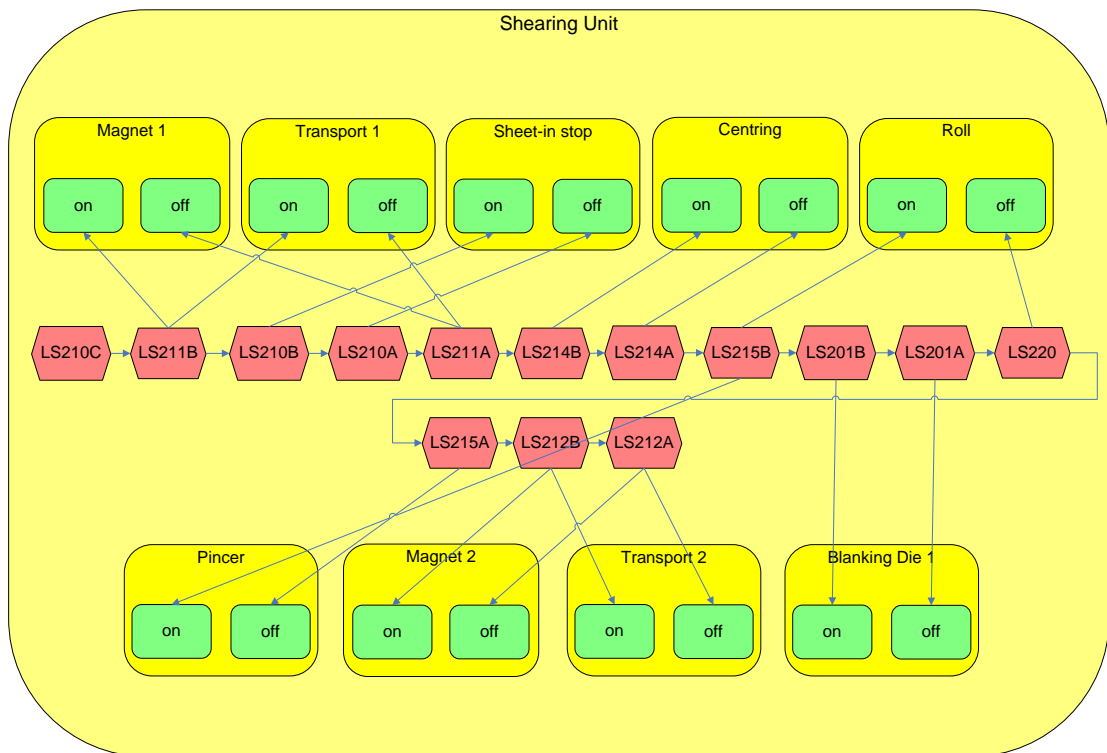 Shearing Unit
Magnet 1
Transport 1
Sheet-in stop
Centring
Roll
on
off
on
off
on
off
on
off
on
off
LS210C
LS211B
LS210B
LS210A
LS211A
LS214B
LS214A
LS215B
LS201B
LS201A
LS220
LS215A
LS212B
LS212A
Pincer
Magnet 2
Transport 2
Blanking Die 1
on
off
on
off
on
off
on
off